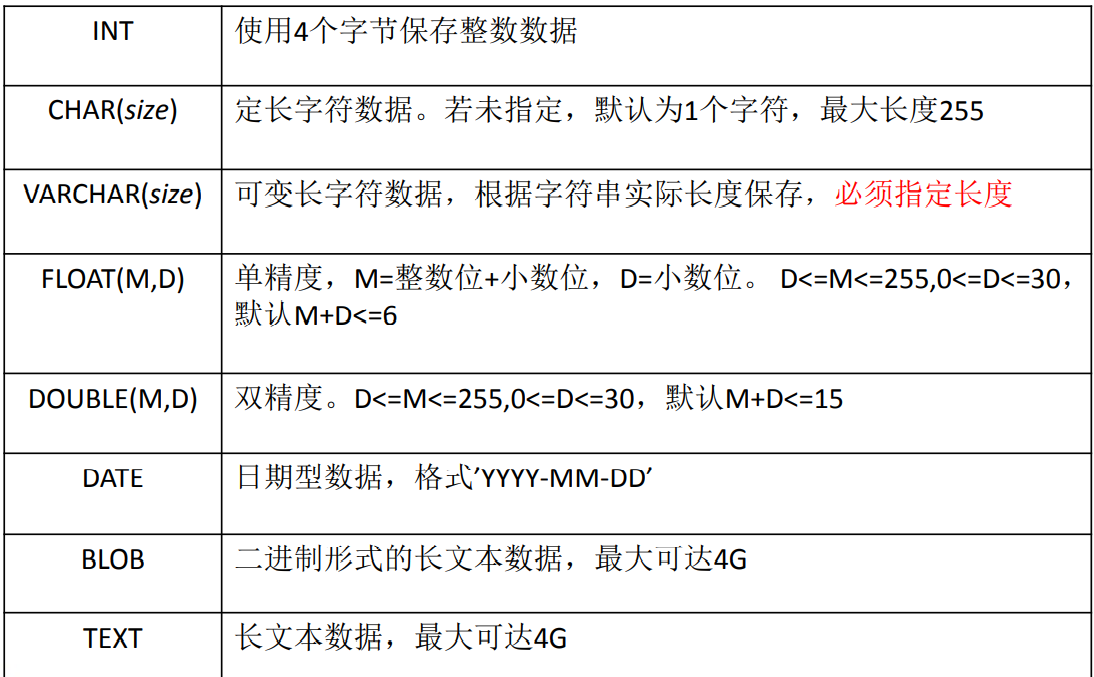 INT
使用4个字节保存整数数据
CHAR(size)
定长字符数据。若未指定，默认为1个字符，最大长度255
VARCHAR(size)
可变长字符数据，根据字符串实际长度保存，必须指定长度
FLOAT(M,D)
单精度，M=整数位+小数位，D=小数位。 D<=M<=255,0<=D<=30，
默认M+D<=6
DOUBLE(M,D)
双精度。D<=M<=255,0<=D<=30，默认M+D<=15
DATE
日期型数据，格式’YYYY-MM-DD’
BLOB
二进制形式的长文本数据，最大可达4G
TEXT
长文本数据，最大可达4G